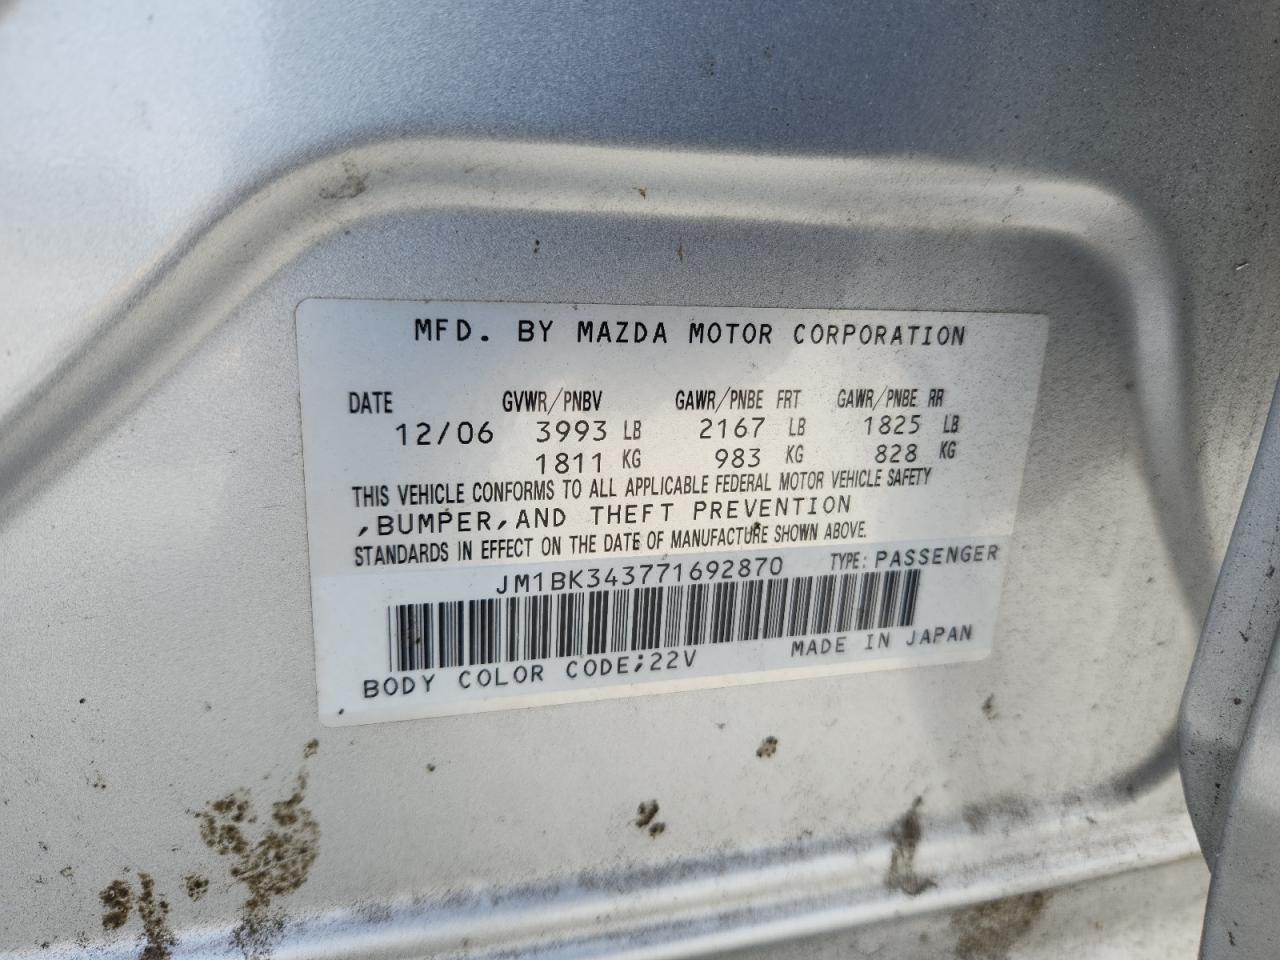 MFD. BY MAZDA MOTOR CORPORATION
DATE GVWR/PNBV GAWR/PNBE FRT GAWR/PNBE RR
12/06 3993 LB 2167 LB 1825 LB
1811 KG 983 KG 828 KG
THIS VEHICLE CONFORMS TO ALL APPLICABLE FEDERAL MOTOR VEHICLE SAFETY
,BUMPER,AND THEFT PREVENTION
STANDARDS IN EFFECT ON THE DATE OF MANUFACTURE SHOWN ABOVE.
JM1BK343771692870 TYPE: PASSENGER
BODY COLOR CODE;22V MADE IN JAPAN